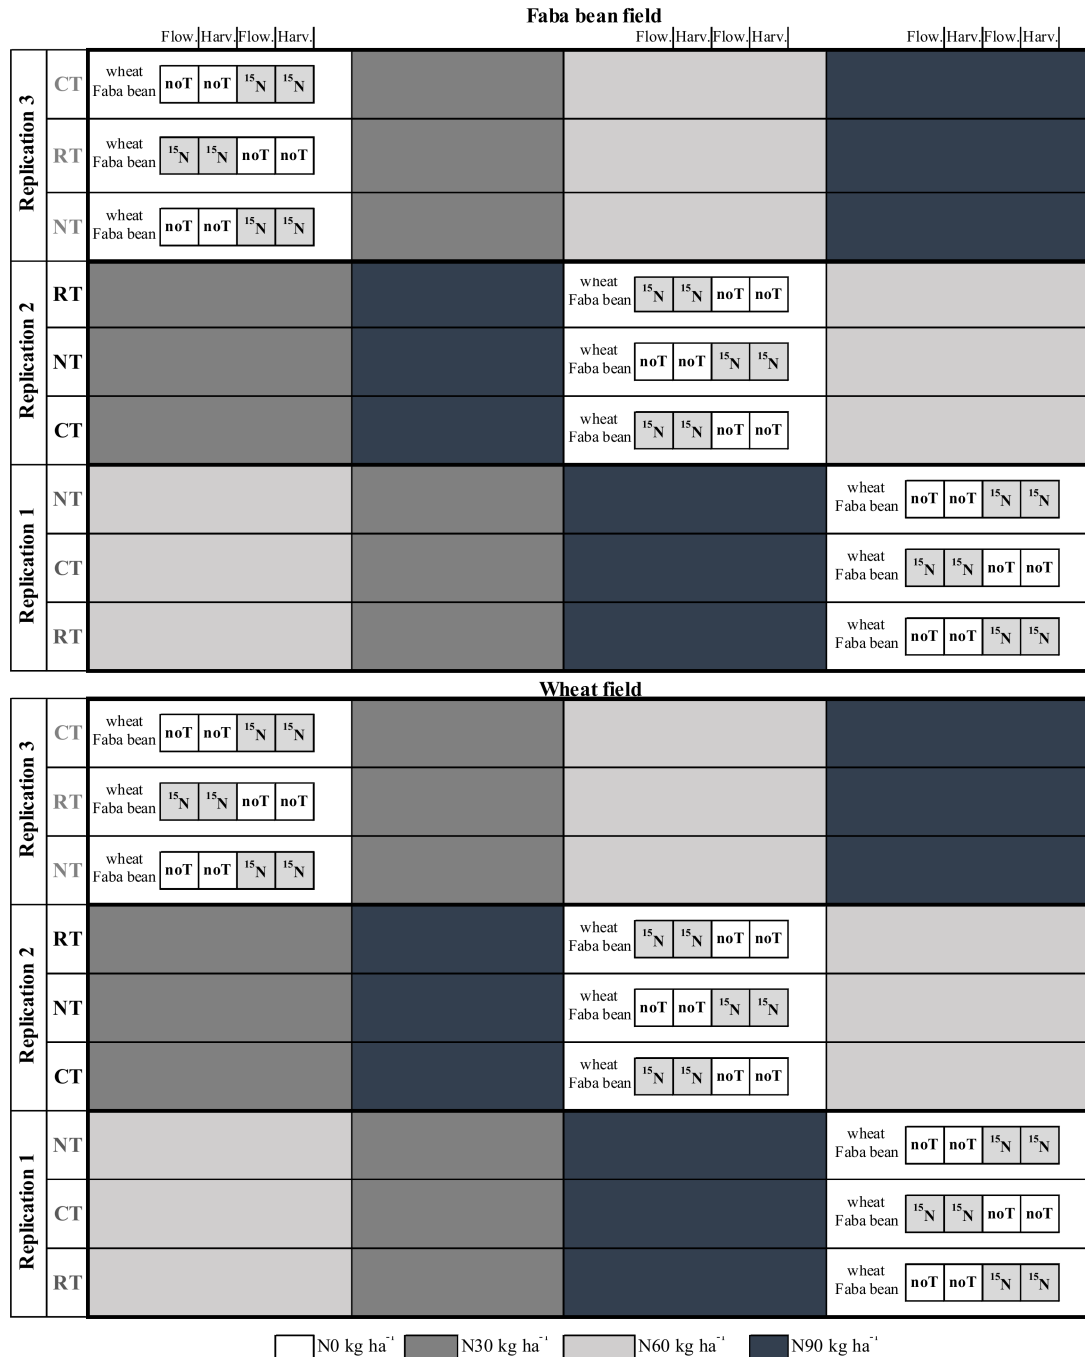 Faba bean field
Flow. Harv. Flow. Harv. Flow. Harv. Flow. Harv. Flow. Harv. Flow. Harv.
Replication 3
CT
wheat
Faba bean noT noT 15N 15N
RT
wheat
Faba bean 15N 15N noT noT
NT
wheat
Faba bean noT noT 15N 15N
Replication 2
RT
wheat
Faba bean 15N 15N noT noT
NT
wheat
Faba bean noT noT 15N 15N
CT
wheat
Faba bean 15N 15N noT noT
Replication 1
NT
wheat
Faba bean noT noT 15N 15N
CT
wheat
Faba bean 15N 15N noT noT
RT
wheat
Faba bean noT noT 15N 15N
Wheat field
Replication 3
CT
wheat
Faba bean noT noT 15N 15N
RT
wheat
Faba bean 15N 15N noT noT
NT
wheat
Faba bean noT noT 15N 15N
Replication 2
RT
wheat
Faba bean 15N 15N noT noT
NT
wheat
Faba bean noT noT 15N 15N
CT
wheat
Faba bean 15N 15N noT noT
Replication 1
NT
wheat
Faba bean noT noT 15N 15N
CT
wheat
Faba bean 15N 15N noT noT
RT
wheat
Faba bean noT noT 15N 15N
N0 kg ha-1 N30 kg ha-1 N60 kg ha-1 N90 kg ha-1